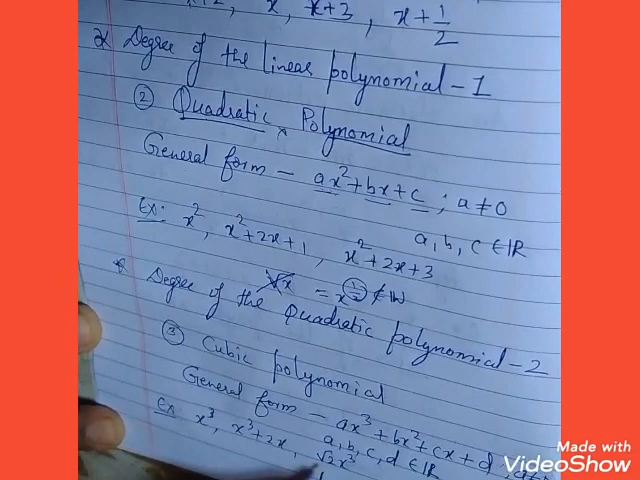 x, x+3, x+1/2
* Degree of the linear polynomial - 1
② Quadratic Polynomial
General form - ax²+bx+c ; a≠0
a, b, c ∈ IR
Ex: x², x²+2x+1, x²+2x+3
√x = x^(1/2) ∉ IW
* Degree of the Quadratic polynomial - 2
③ Cubic polynomial
General form - ax³+bx²+cx+d ;
a, b, c, d ∈ IR
Ex x³, x³+2x, √2x³
Made with
VideoShow